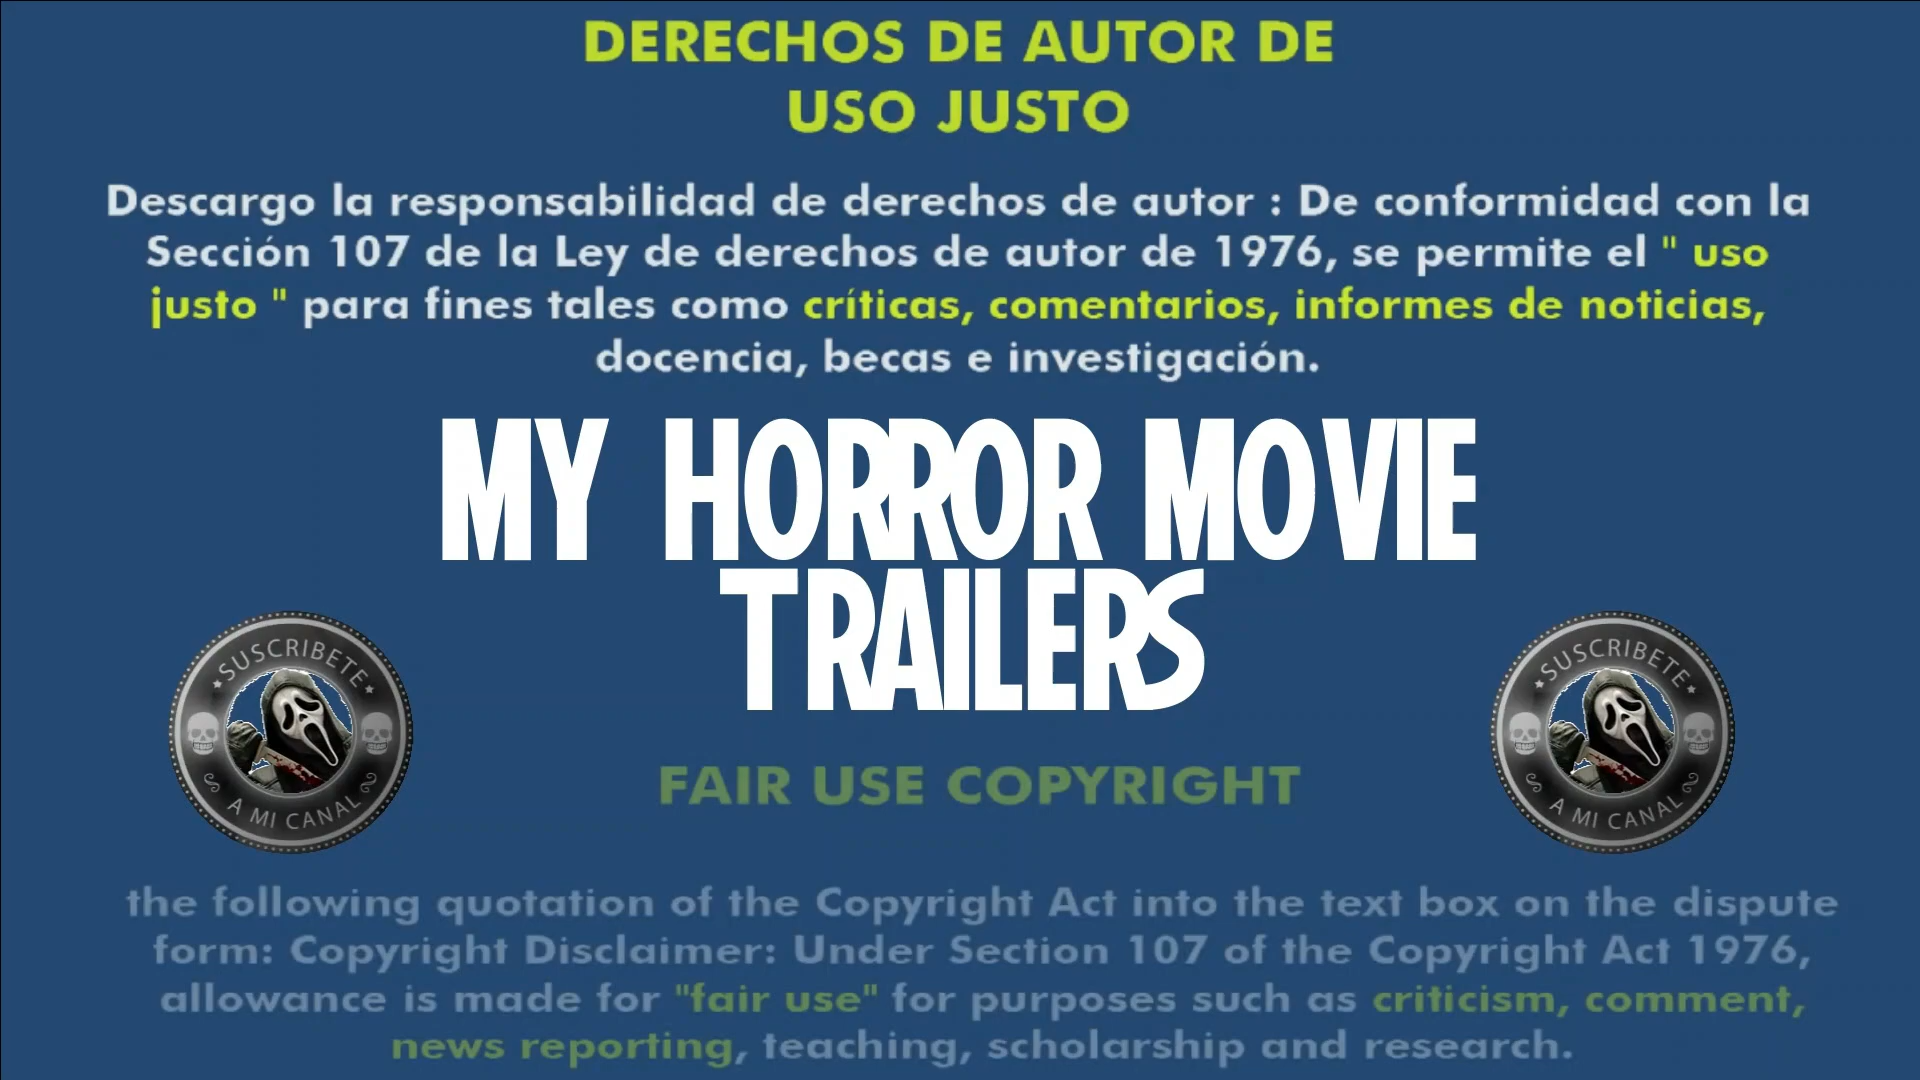 DERECHOS DE AUTOR DE
USO JUSTO
Descargo la responsabilidad de derechos de autor : De conformidad con la
Sección 107 de la Ley de derechos de autor de 1976, se permite el " uso
justo " para fines tales como críticas, comentarios, informes de noticias,
docencia, becas e investigación.
MY HORROR MOVIE
TRAILERS
SUSCRIBETE
A MI CANAL
SUSCRIBETE
A MI CANAL
FAIR USE COPYRIGHT
the following quotation of the Copyright Act into the text box on the dispute
form: Copyright Disclaimer: Under Section 107 of the Copyright Act 1976,
allowance is made for "fair use" for purposes such as criticism, comment,
news reporting, teaching, scholarship and research.